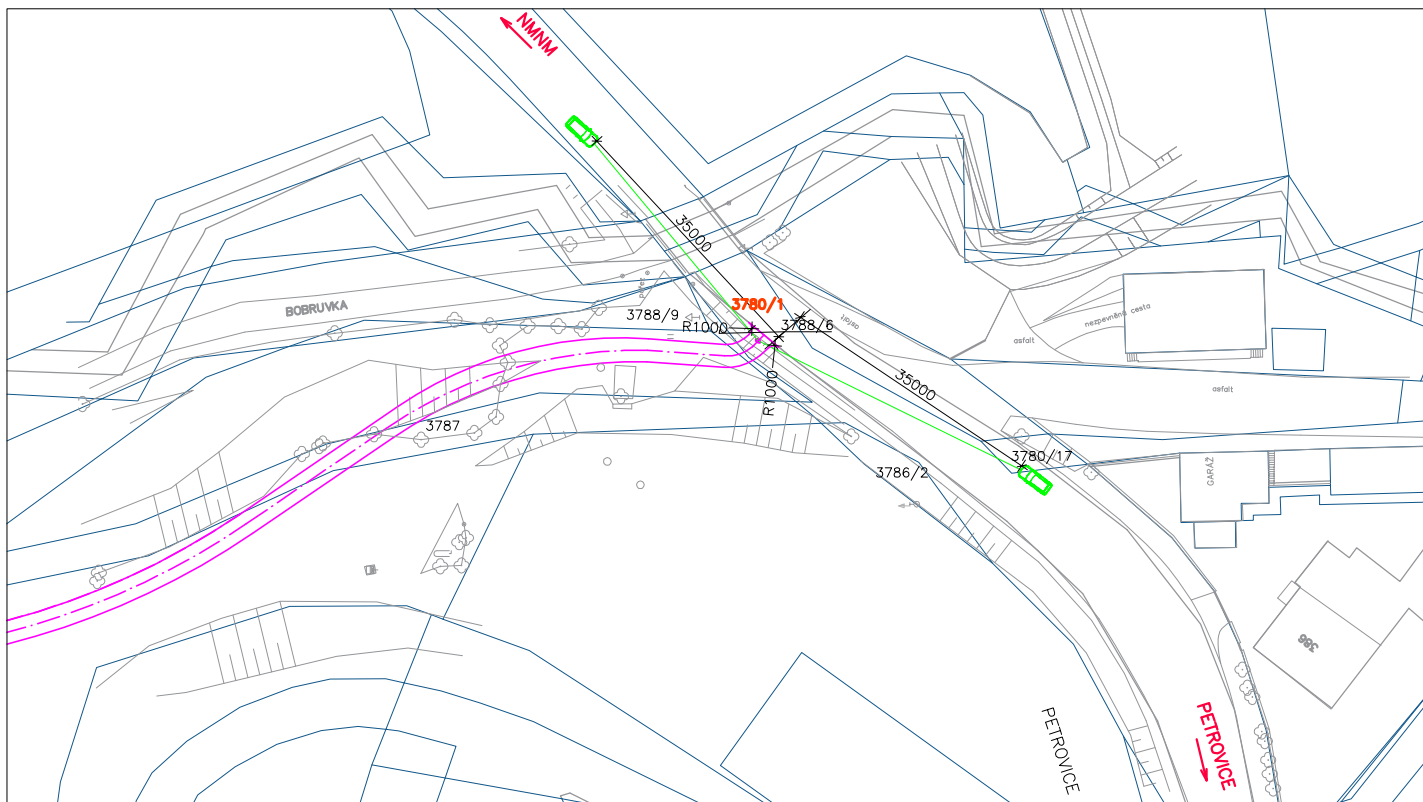 NMNM
35000
BOBRUVKA
3780/1
3788/9
R1000
3788/6
asfalt
nezpevněná cesta
asfalt
asfalt
R1000
35000
3787
3786/2
3780/17
GARÁŽ
386
PETROVICE
PETROVICE